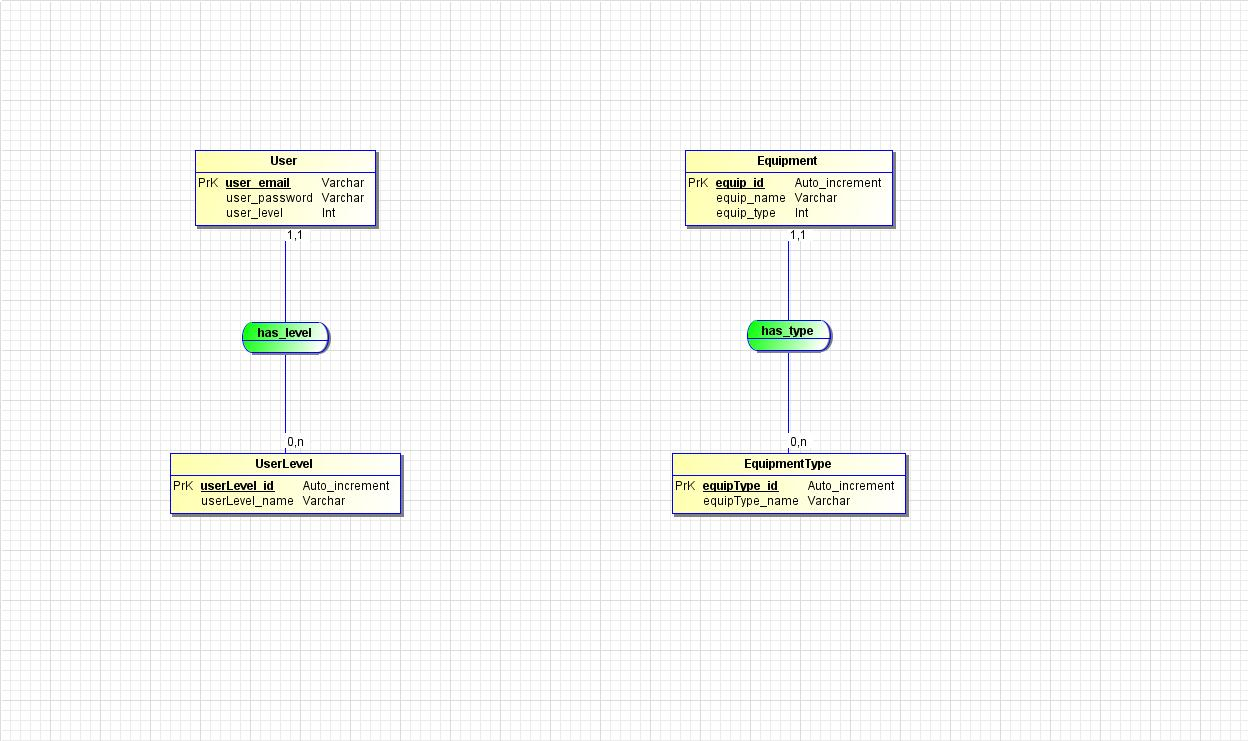 User
PrK user_email Varchar
user_password Varchar
user_level Int
1,1
has_level
0,n
UserLevel
PrK userLevel_id Auto_increment
userLevel_name Varchar
Equipment
PrK equip_id Auto_increment
equip_name Varchar
equip_type Int
1,1
has_type
0,n
EquipmentType
PrK equipType_id Auto_increment
equipType_name Varchar